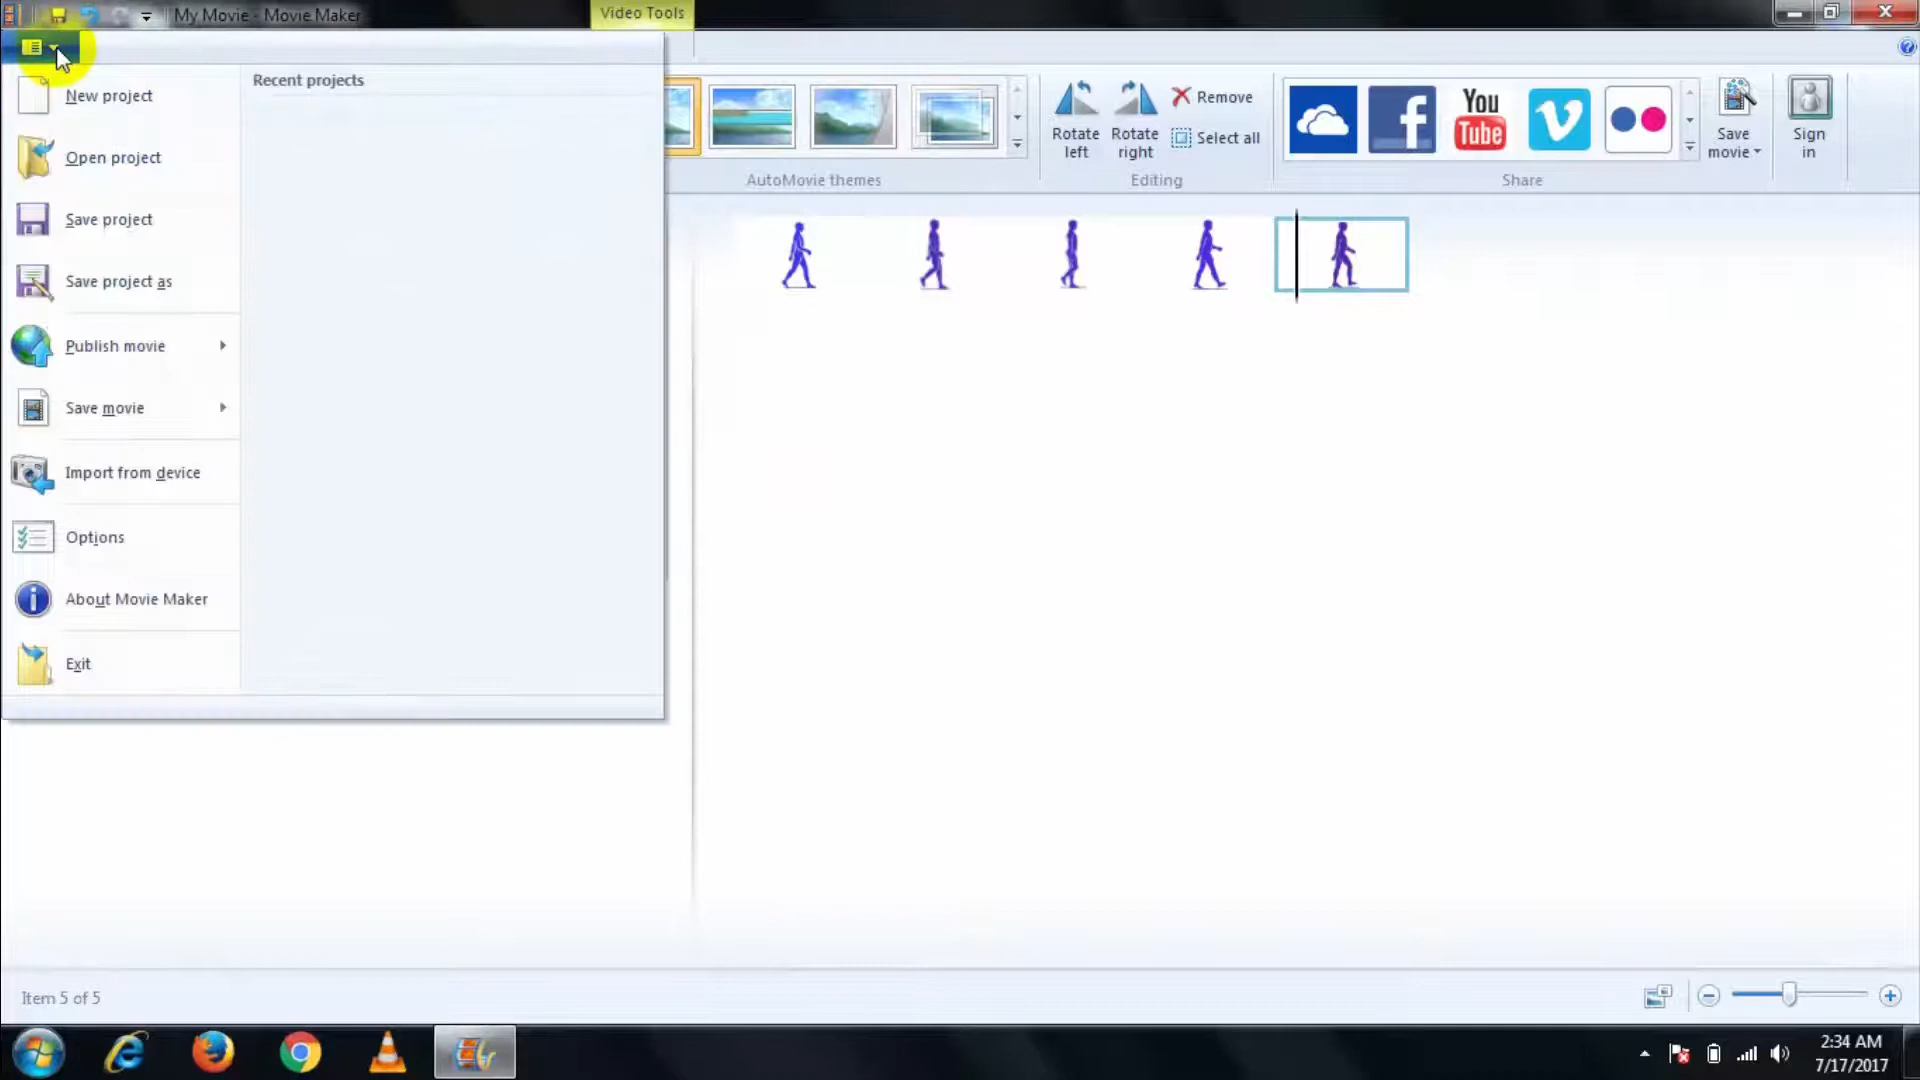 My Movie - Movie Maker
Video Tools
New project
Open project
Save project
Save project as
Publish movie
Save movie
Import from device
Options
About Movie Maker
Exit
Recent projects
AutoMovie themes
Rotate left
Rotate right
Remove
Select all
Editing
f
You Tube
Share
Save movie
Sign in
Item 5 of 5
2:34 AM
7/17/2017